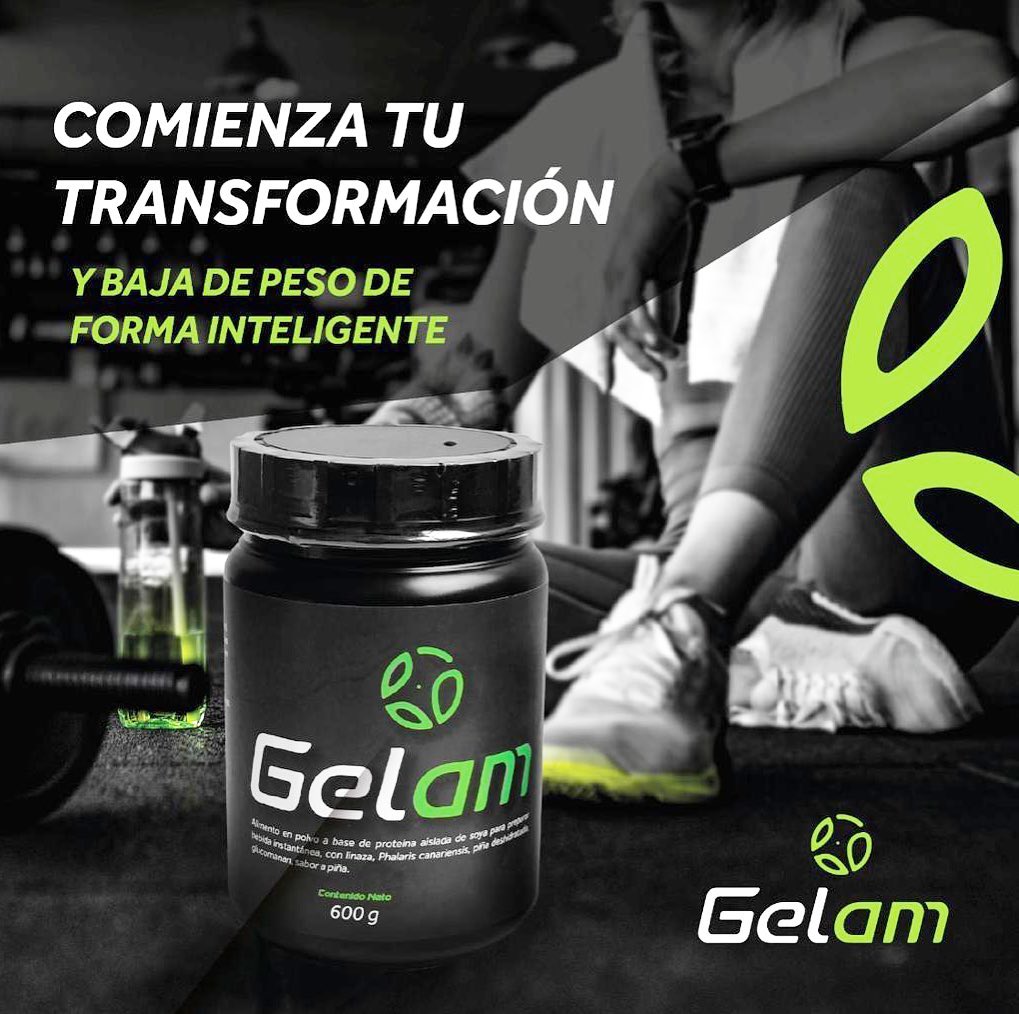 COMIENZA TU
TRANSFORMACIÓN
Y BAJA DE PESO DE
FORMA INTELIGENTE
Gelam
Alimento en polvo a base de proteína aislada de soya para preparar
bebida instantánea, con linaza, Phalaris canariensis, piña deshidratada,
glucomanan, sabor a piña.
Contenido Neto
600 g
Gelam